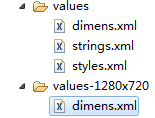 values
dimens.xml
strings.xml
styles.xml
values-1280x720
dimens.xml